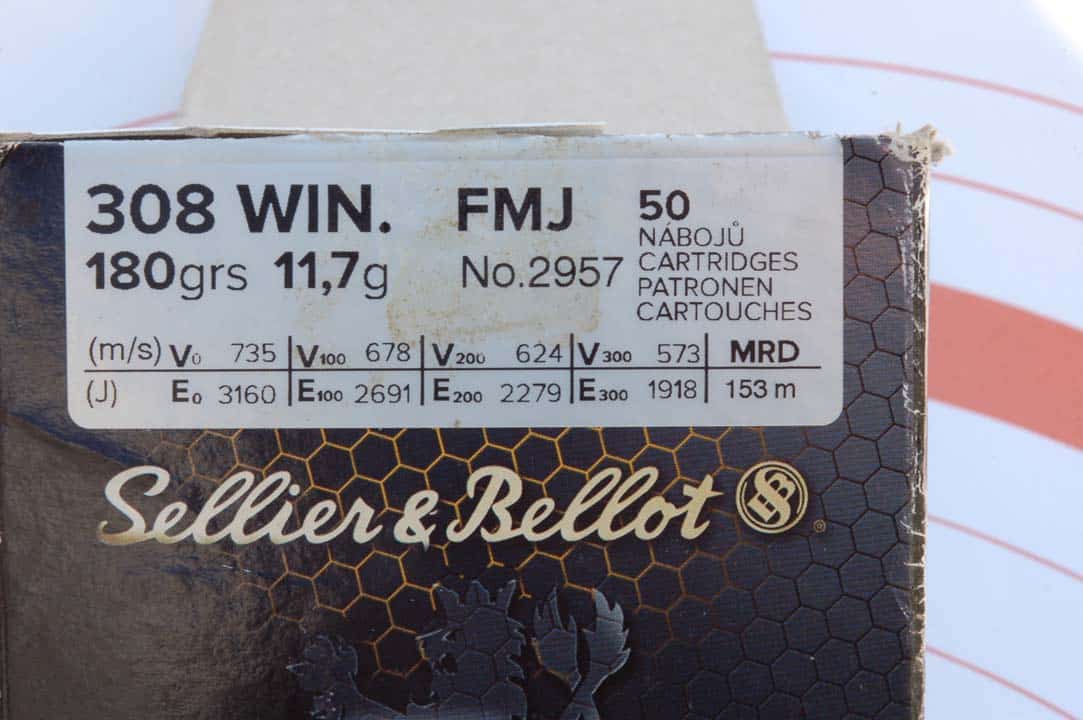 308 WIN. FMJ 50
180grs 11,7g No.2957 NÁBOJŮ
CARTRIDGES
PATRONEN
CARTOUCHES
(m/s) V₀ 735 V₁₀₀ 678 V₂₀₀ 624 V₃₀₀ 573 MRD
(J) E₀ 3160 E₁₀₀ 2691 E₂₀₀ 2279 E₃₀₀ 1918 153 m
Sellier & Bellot SB ®